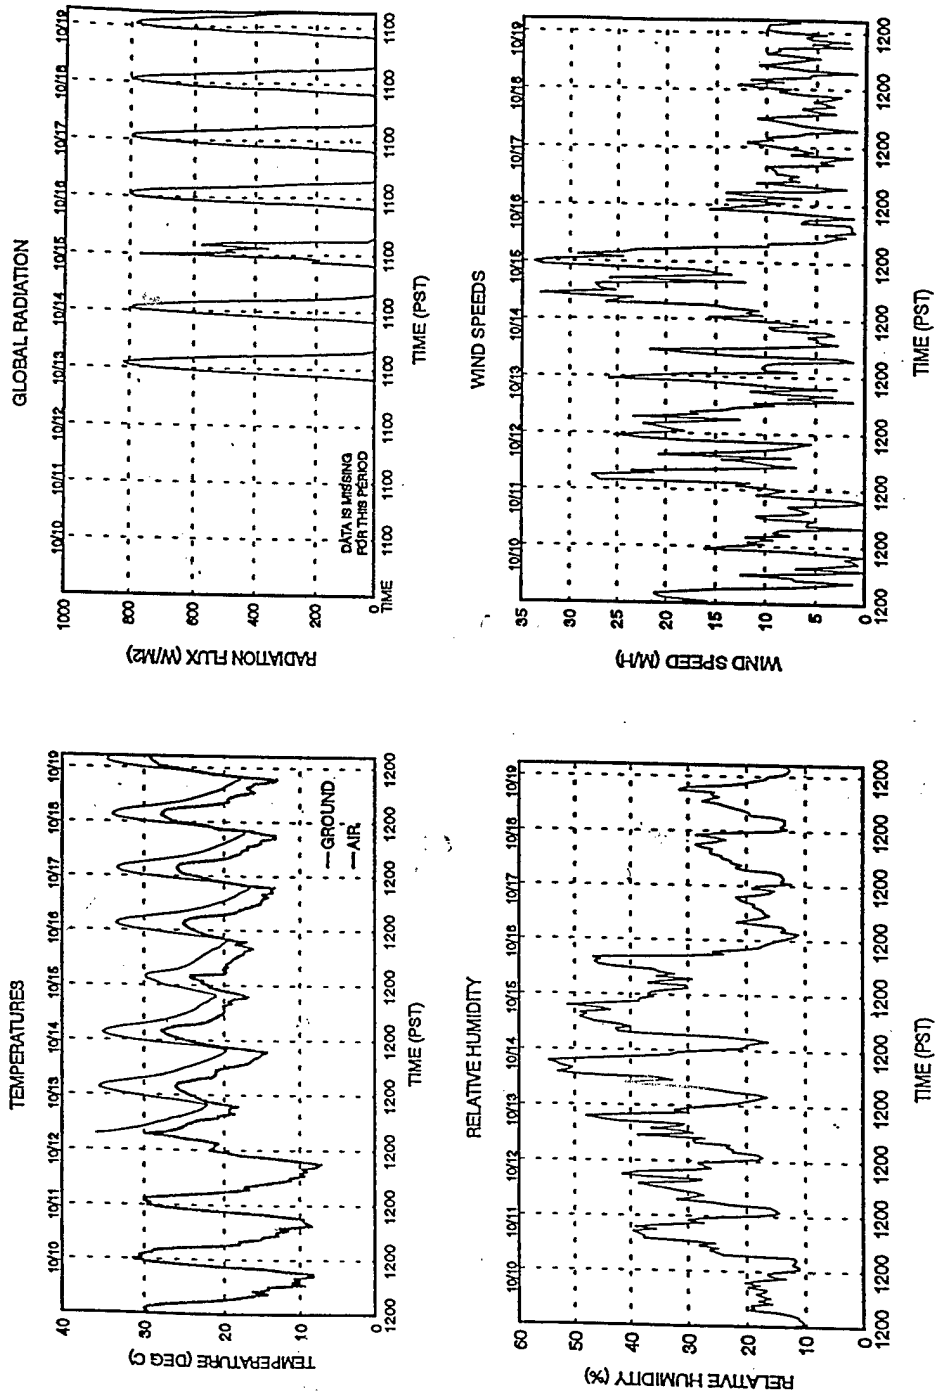 TEMPERATURES
10/10 10/11 10/12 10/13 10/14 10/15 10/16 10/17 10/18 10/19
TEMPERATURE (DEG C)
40
30
20
10
0
GROUND
AIR
1200 1200 1200 1200 1200 1200 1200 1200 1200 1200 1200
TIME (PST)
GLOBAL RADIATION
10/10 10/11 10/12 10/13 10/14 10/15 10/16 10/17 10/18 10/19
RADIATION FLUX (W/M2)
1000
800
600
400
200
0
DATA IS MISSING
FOR THIS PERIOD
TIME 1100 1100 1100 1100 1100 1100 1100 1100 1100 1100
TIME (PST)
RELATIVE HUMIDITY
10/10 10/11 10/12 10/13 10/14 10/15 10/16 10/17 10/18 10/19
RELATIVE HUMIDITY (%)
60
50
40
30
20
10
0
1200 1200 1200 1200 1200 1200 1200 1200 1200 1200 1200
TIME (PST)
WIND SPEEDS
10/10 10/11 10/12 10/13 10/14 10/15 10/16 10/17 10/18 10/19
WIND SPEED (M/H)
35
30
25
20
15
10
5
0
1200 1200 1200 1200 1200 1200 1200 1200 1200 1200 1200
TIME (PST)